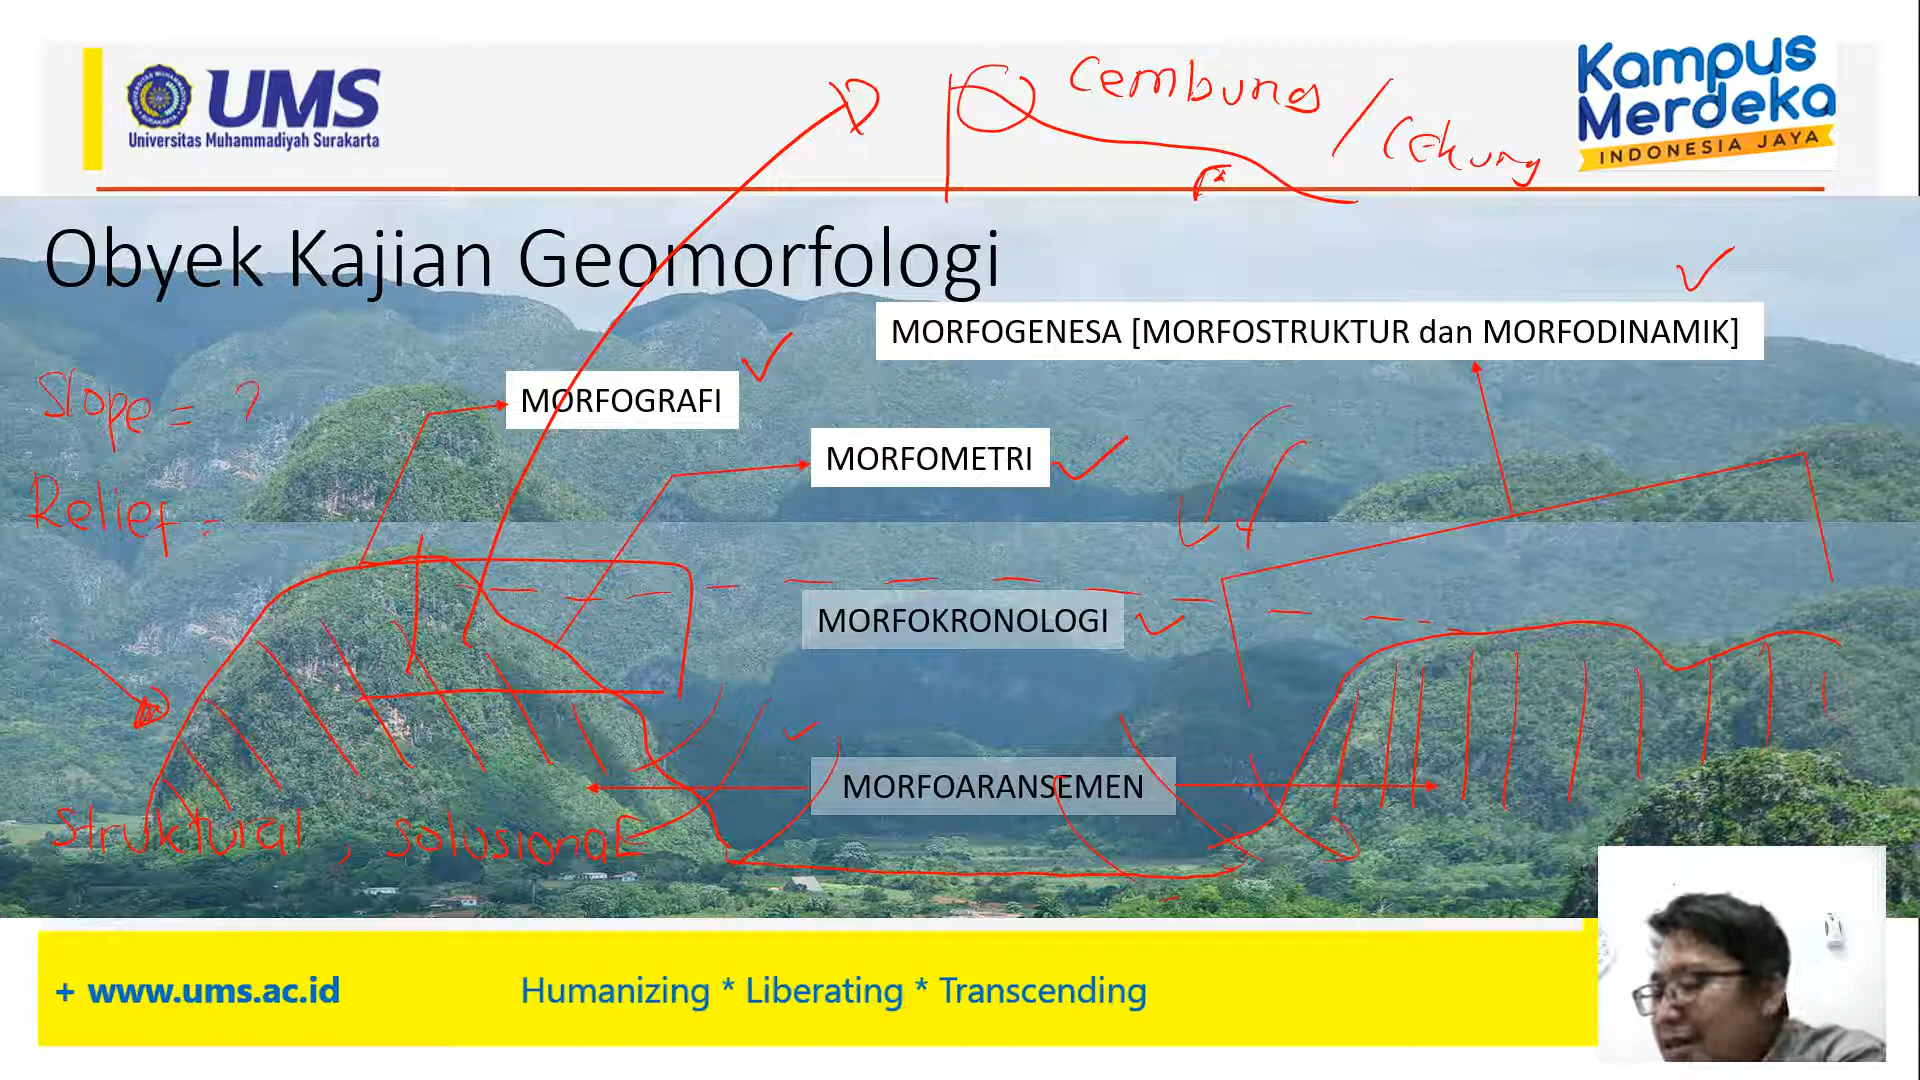 UMS
Universitas Muhammadiyah Surakarta
Cembung / Cekung
Kampus
Merdeka
INDONESIA JAYA
Obyek Kajian Geomorfologi
MORFOGENESA [MORFOSTRUKTUR dan MORFODINAMIK]
Slope = ?
MORFOGRAFI
MORFOMETRI
Relief =
MORFOKRONOLOGI
MORFOARANSEMEN
Struktural, Solusional
+ www.ums.ac.id
Humanizing * Liberating * Transcending